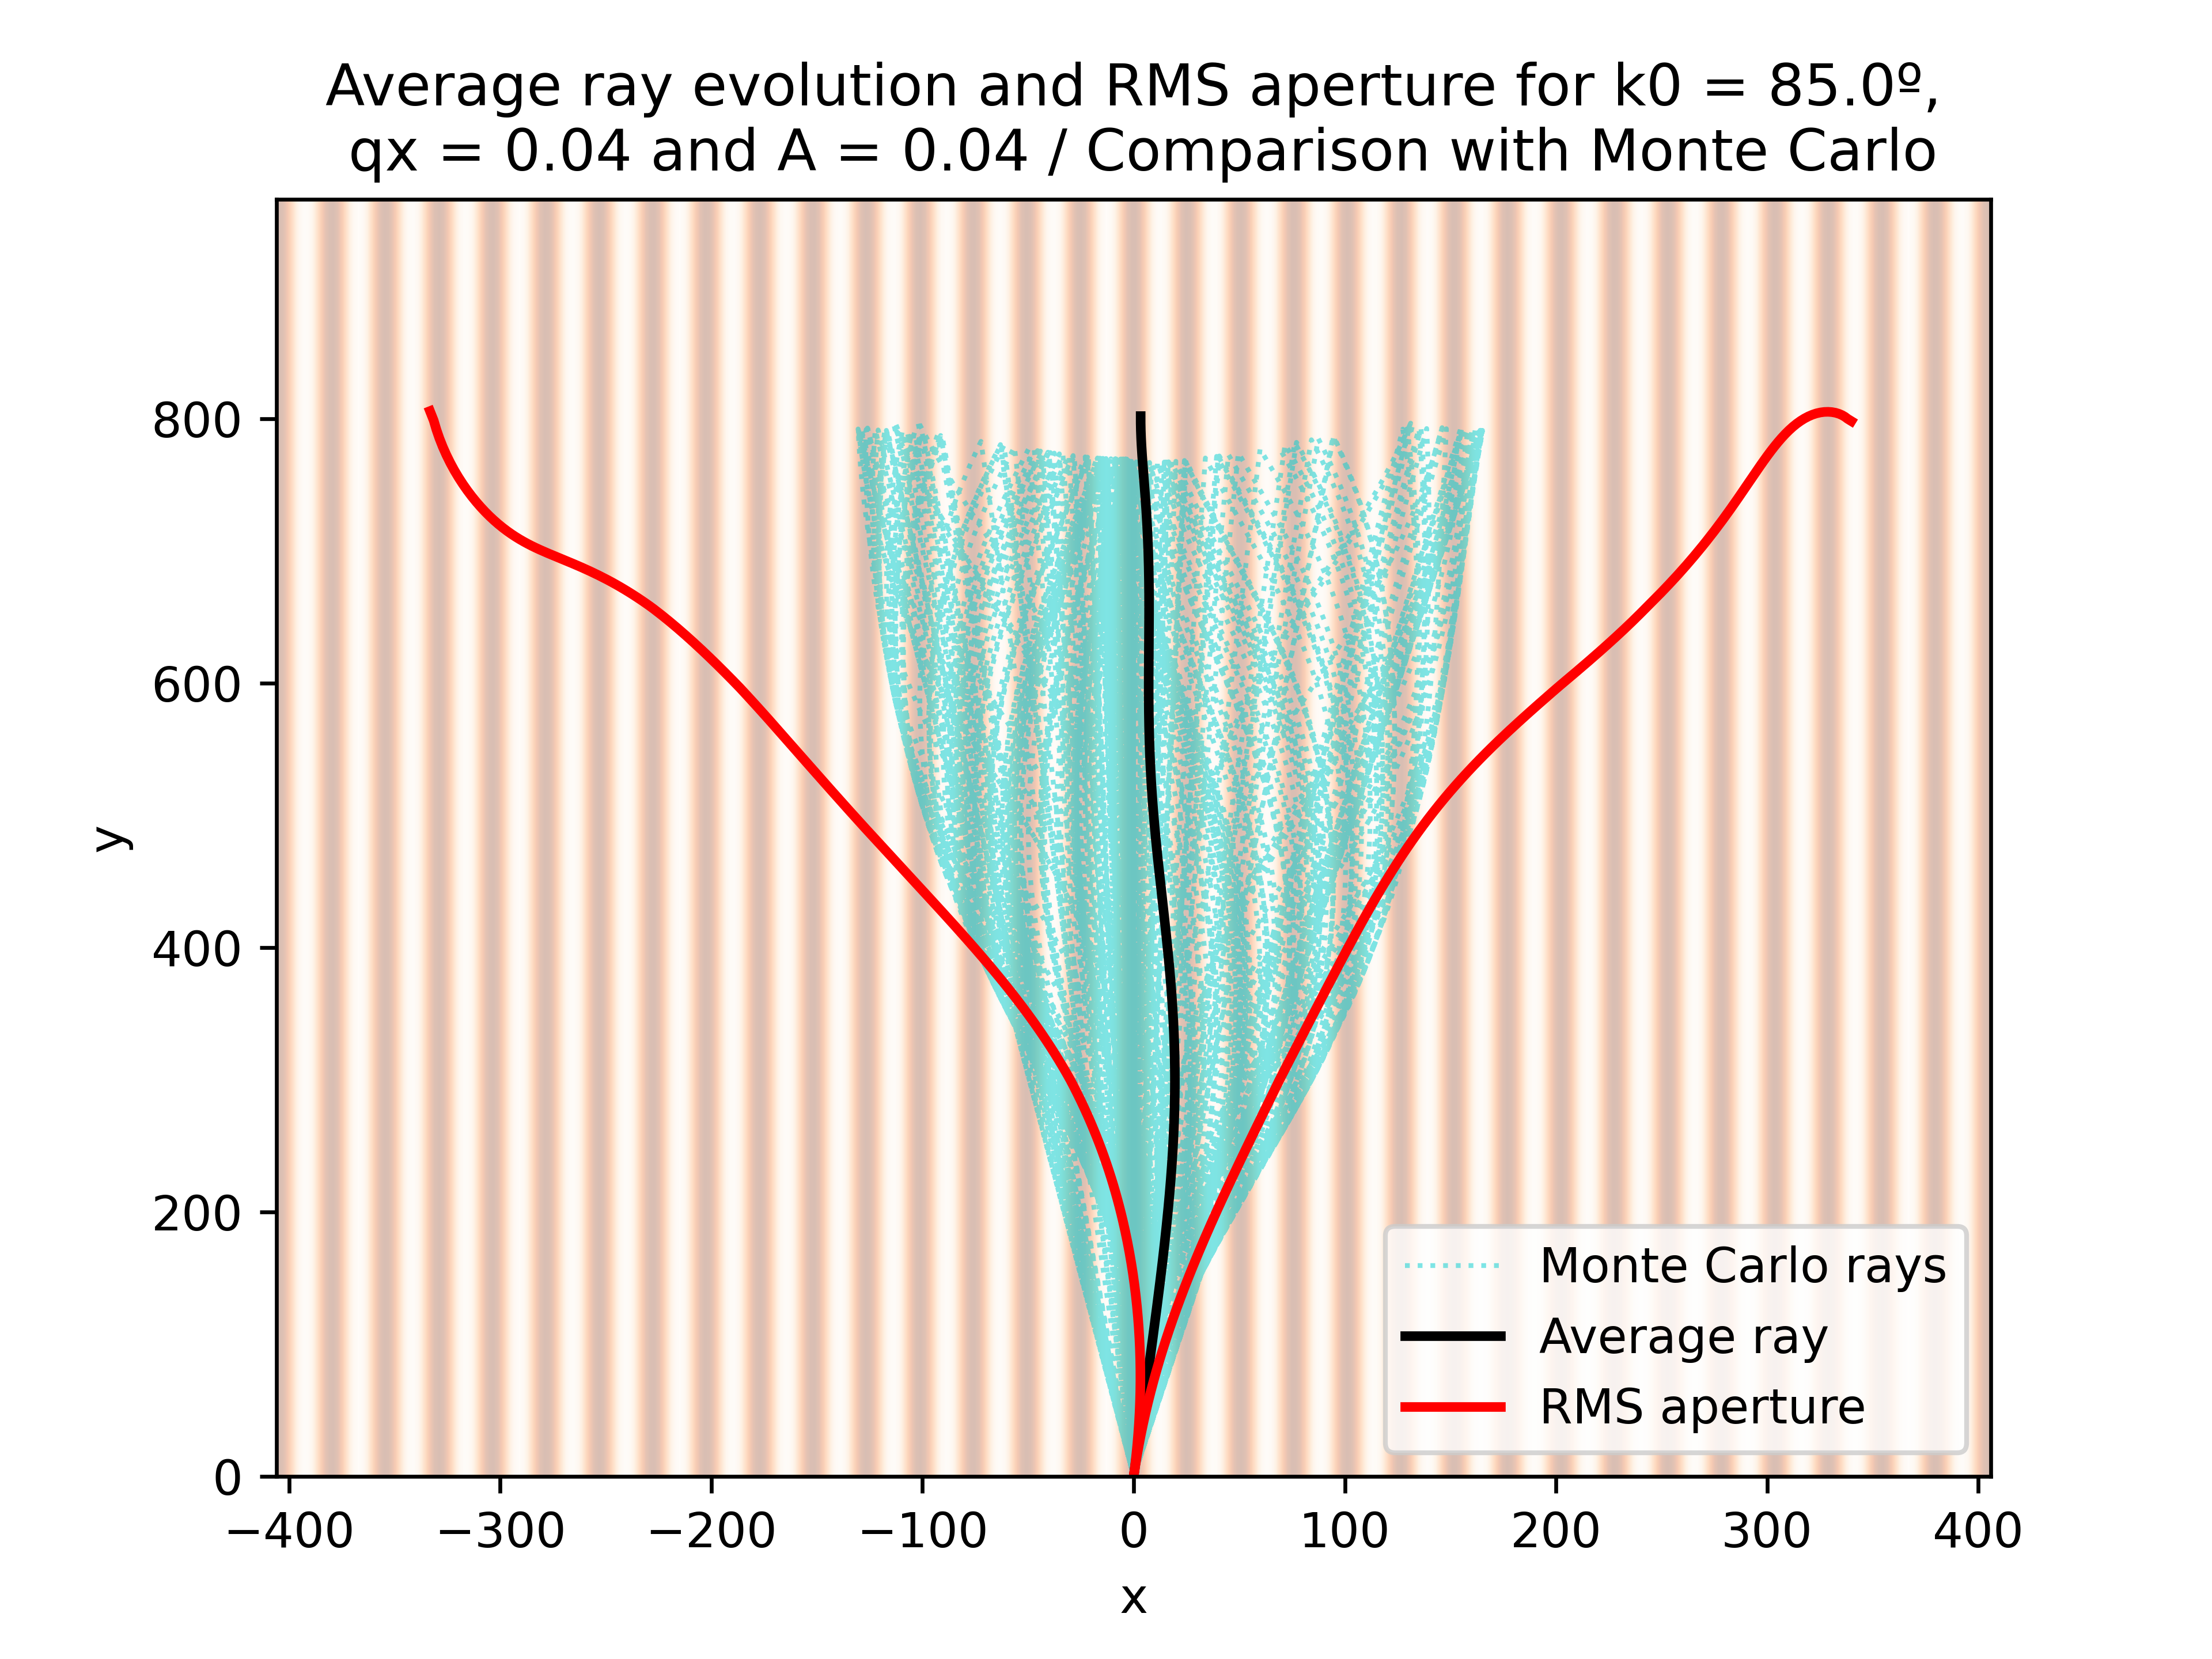 Average ray evolution and RMS aperture for k0 = 85.0º,
qx = 0.04 and A = 0.04 / Comparison with Monte Carlo
800
600
400
200
0
y
−400 −300 −200 −100 0 100 200 300 400
x
Monte Carlo rays
Average ray
RMS aperture